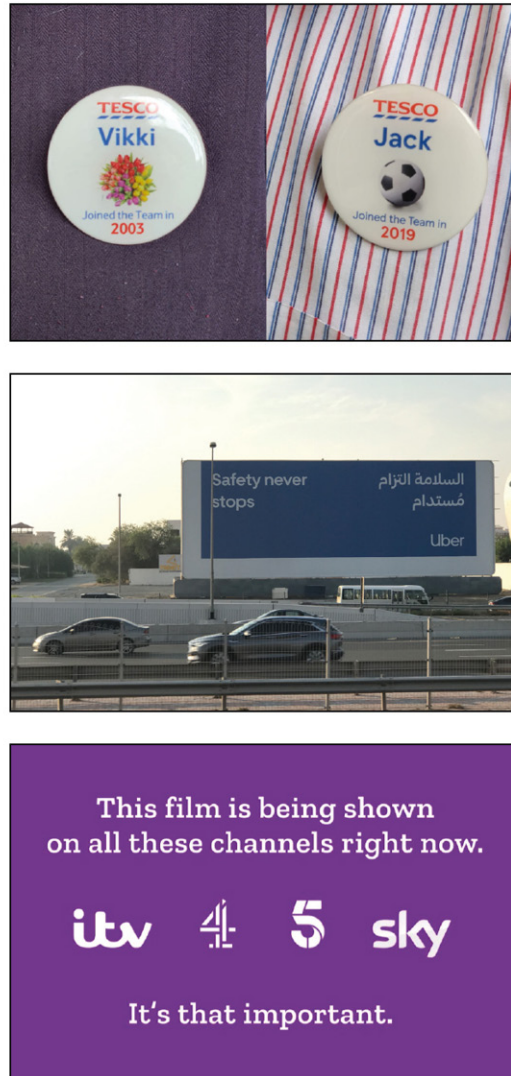 TESCO
Vikki
Joined the Team in
2003
TESCO
Jack
Joined the Team in
2019
Safety never
stops
السلامة التزام
مُستدام
Uber
This film is being shown
on all these channels right now.
itv 4 5 sky
It's that important.